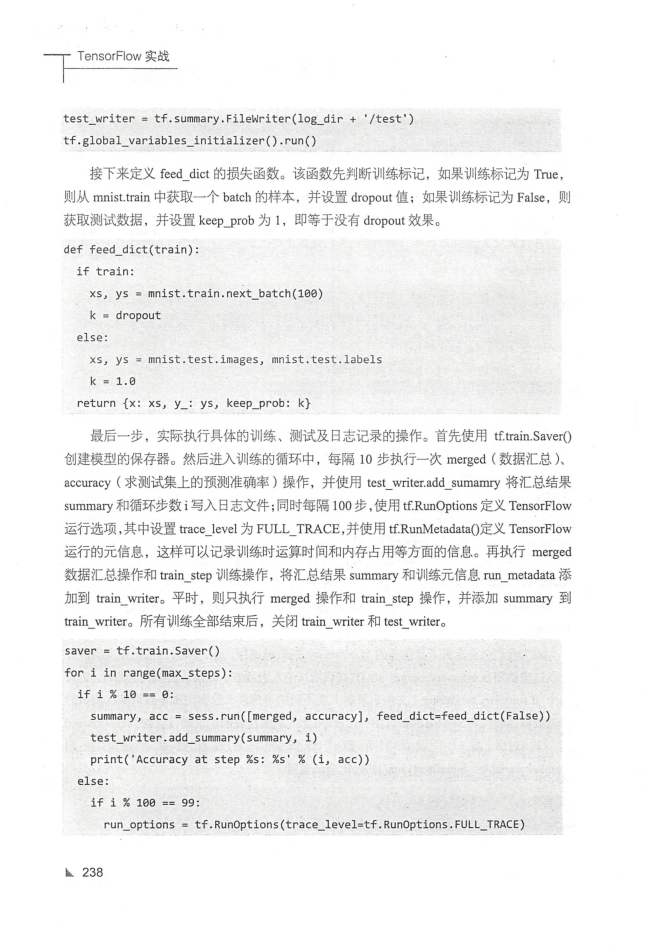 TensorFlow 实战
test_writer = tf.summary.FileWriter(log_dir + '/test')
tf.global_variables_initializer().run()
接下来定义 feed_dict 的损失函数。该函数先判断训练标记，如果训练标记为 True，
则从 mnist.train 中获取一个 batch 的样本，并设置 dropout 值；如果训练标记为 False，则
获取测试数据，并设置 keep_prob 为 1，即等于没有 dropout 效果。
def feed_dict(train):
  if train:
    xs, ys = mnist.train.next_batch(100)
    k = dropout
  else:
    xs, ys = mnist.test.images, mnist.test.labels
    k = 1.0
  return {x: xs, y_: ys, keep_prob: k}
最后一步，实际执行具体的训练、测试及日志记录的操作。首先使用 tf.train.Saver()
创建模型的保存器。然后进入训练的循环中，每隔 10 步执行一次 merged（数据汇总）、
accuracy（求测试集上的预测准确率）操作，并使用 test_writer.add_sumamry 将汇总结果
summary 和循环步数 i 写入日志文件；同时每隔 100 步，使用 tf.RunOptions 定义 TensorFlow
运行选项，其中设置 trace_level 为 FULL_TRACE，并使用 tf.RunMetadata()定义 TensorFlow
运行的元信息，这样可以记录训练时运算时间和内存占用等方面的信息。再执行 merged
数据汇总操作和 train_step 训练操作，将汇总结果 summary 和训练元信息 run_metadata 添
加到 train_writer。平时，则只执行 merged 操作和 train_step 操作，并添加 summary 到
train_writer。所有训练全部结束后，关闭 train_writer 和 test_writer。
saver = tf.train.Saver()
for i in range(max_steps):
  if i % 10 == 0:
    summary, acc = sess.run([merged, accuracy], feed_dict=feed_dict(False))
    test_writer.add_summary(summary, i)
    print('Accuracy at step %s: %s' % (i, acc))
  else:
    if i % 100 == 99:
      run_options = tf.RunOptions(trace_level=tf.RunOptions.FULL_TRACE)
238